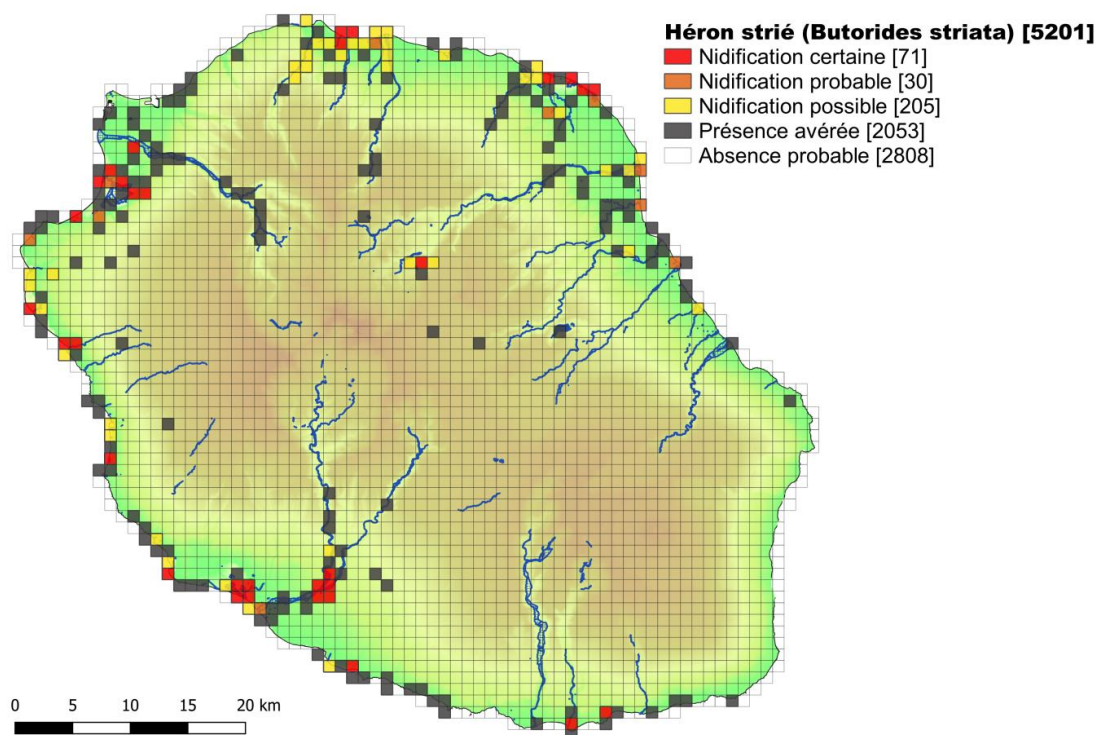 Héron strié (Butorides striata) [5201]
Nidification certaine [71]
Nidification probable [30]
Nidification possible [205]
Présence avérée [2053]
Absence probable [2808]
0 5 10 15 20 km